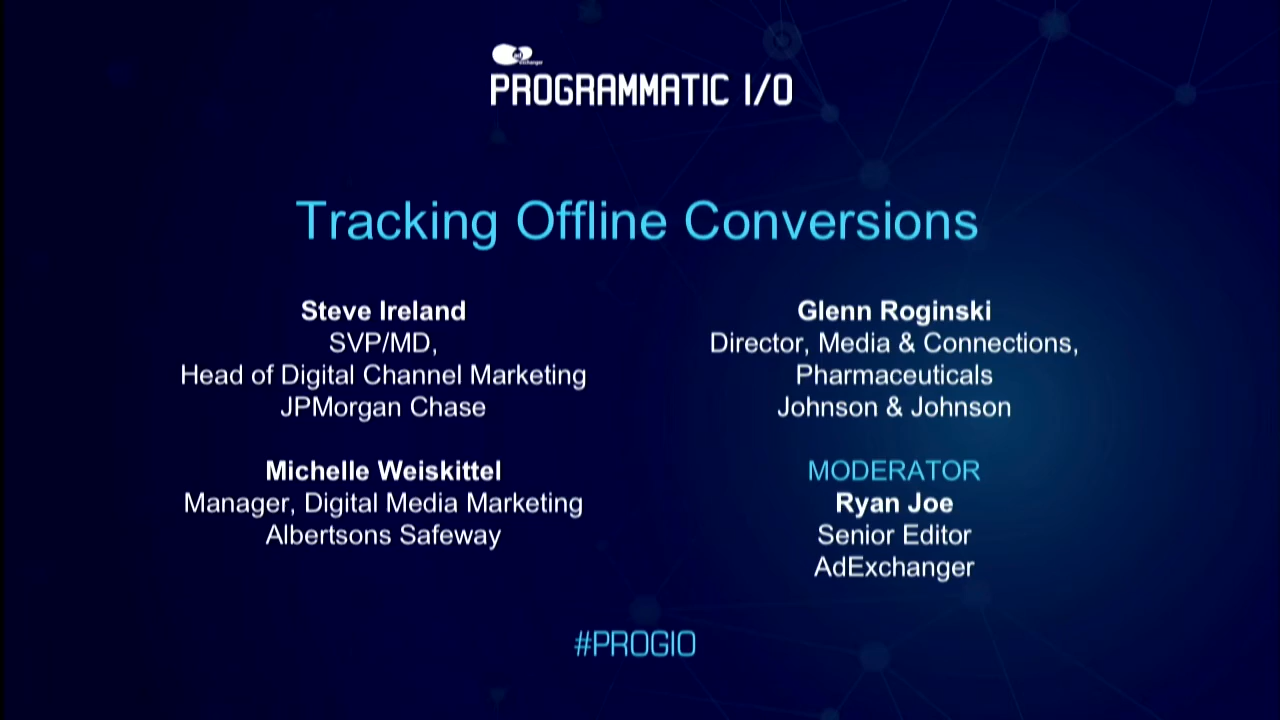 ad
exchanger
PROGRAMMATIC I/O
Tracking Offline Conversions
Steve Ireland
SVP/MD,
Head of Digital Channel Marketing
JPMorgan Chase
Glenn Roginski
Director, Media & Connections,
Pharmaceuticals
Johnson & Johnson
Michelle Weiskittel
Manager, Digital Media Marketing
Albertsons Safeway
MODERATOR
Ryan Joe
Senior Editor
AdExchanger
#PROGIO